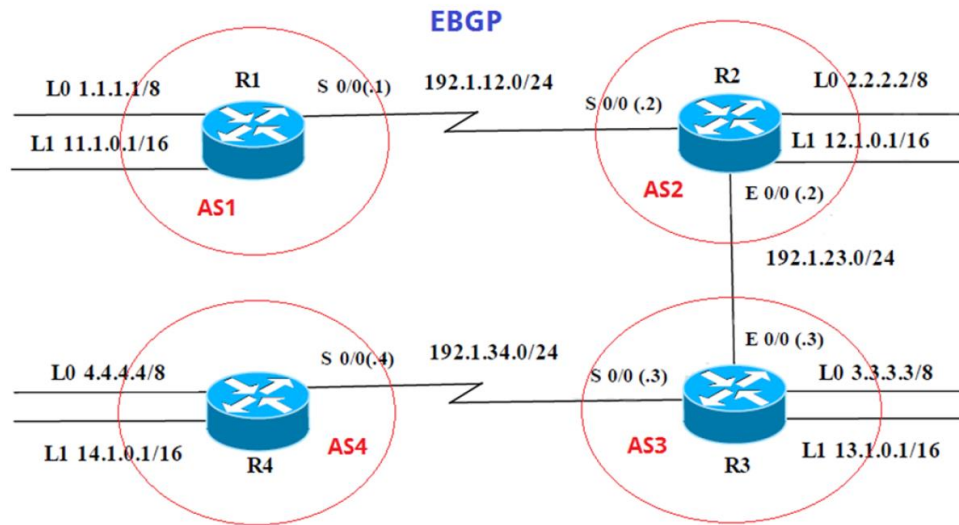 EBGP
R1
L0 1.1.1.1/8
S 0/0(.1)
L1 11.1.0.1/16
AS1
192.1.12.0/24
R2
S 0/0 (.2)
L0 2.2.2.2/8
L1 12.1.0.1/16
AS2
E 0/0 (.2)
192.1.23.0/24
L0 4.4.4.4/8
S 0/0(.4)
L1 14.1.0.1/16
R4
AS4
192.1.34.0/24
E 0/0 (.3)
S 0/0 (.3)
L0 3.3.3.3/8
AS3
R3
L1 13.1.0.1/16